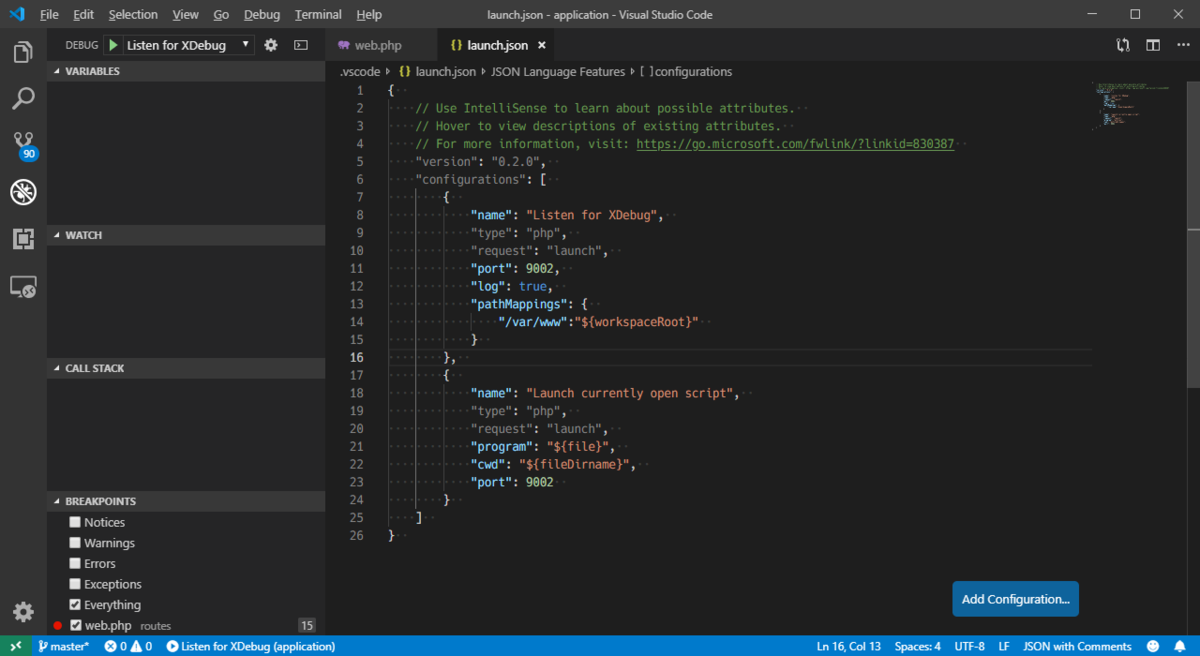 File Edit Selection View Go Debug Terminal Help launch.json - application - Visual Studio Code
DEBUG Listen for XDebug
web.php launch.json
.vscode launch.json JSON Language Features [ ]configurations
VARIABLES
WATCH
CALL STACK
BREAKPOINTS
Notices
Warnings
Errors
Exceptions
Everything
web.php routes 15
90
1 {
2 // Use IntelliSense to learn about possible attributes.
3 // Hover to view descriptions of existing attributes.
4 // For more information, visit: https://go.microsoft.com/fwlink/?linkid=830387
5 "version": "0.2.0",
6 "configurations": [
7 {
8 "name": "Listen for XDebug",
9 "type": "php",
10 "request": "launch",
11 "port": 9002,
12 "log": true,
13 "pathMappings": {
14 "/var/www":"${workspaceRoot}"
15 }
16 },
17 {
18 "name": "Launch currently open script",
19 "type": "php",
20 "request": "launch",
21 "program": "${file}",
22 "cwd": "${fileDirname}",
23 "port": 9002
24 }
25 ]
26 }
Add Configuration...
master* 0 0 Listen for XDebug (application) Ln 16, Col 13 Spaces: 4 UTF-8 LF JSON with Comments